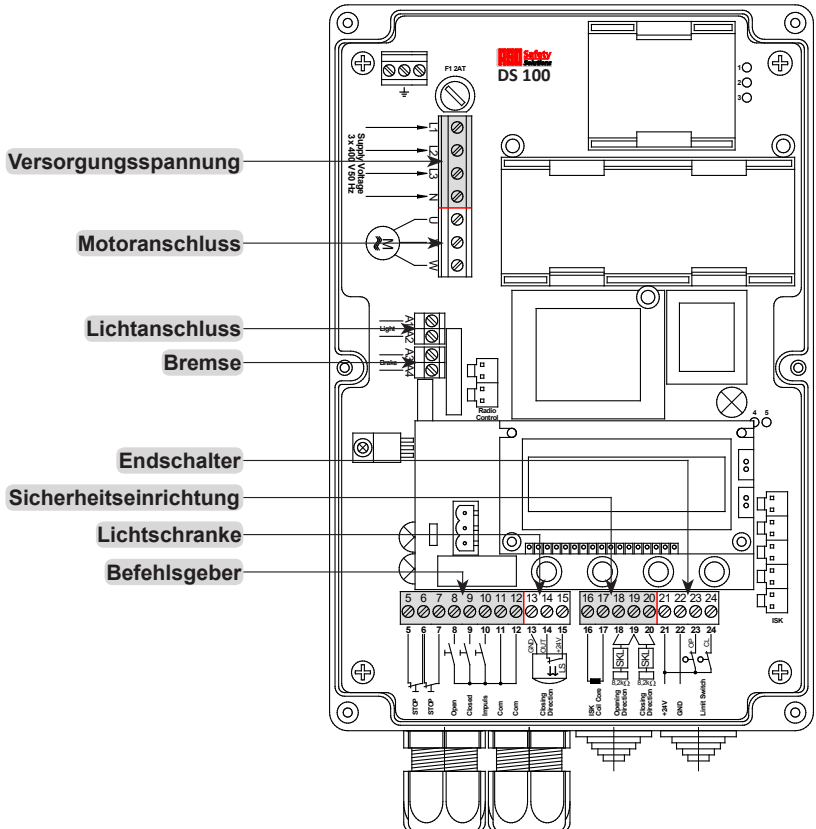 F1 2AT
Safety
Solutions
DS 100
1
2
3
L1
L2
L3
N
Supply Voltage
3 x 400 V/50 Hz
Versorgungsspannung
U
M
W
Motoranschluss
Light
A2
Lichtanschluss
Brake
A4
Bremse
Radio
Control
4 5
Endschalter
Sicherheitseinrichtung
Lichtschranke
Befehlsgeber
ISK
5 6 7 8 9 10 11 12 13 14 15
16 17 18 19 20 21 22 23 24
5 6 7 8 9 10 11 12 13 14 15
16 17 18 19 20 21 22 23 24
GND
OUT
+24V
LS
SKL
SKL
8,2kΩ
8,2kΩ
OP
CL
STOP
STOP
Open
Closed
Impuls
Com
Com
Closing
Direction
ISK
Coil Core
Opening
Direction
Closing
Direction
+24V
GND
Limit Switch